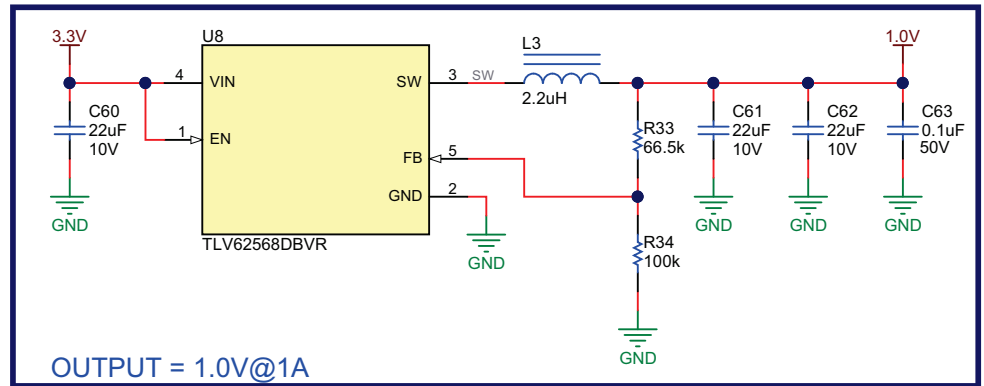 3.3V
U8
L3
1.0V
4
VIN
SW
3
SW
2.2uH
C60
22uF
10V
1
EN
FB
5
GND
2
R33
66.5k
C61
22uF
10V
C62
22uF
10V
C63
0.1uF
50V
GND
TLV62568DBVR
GND
R34
100k
GND
GND
GND
GND
OUTPUT = 1.0V@1A